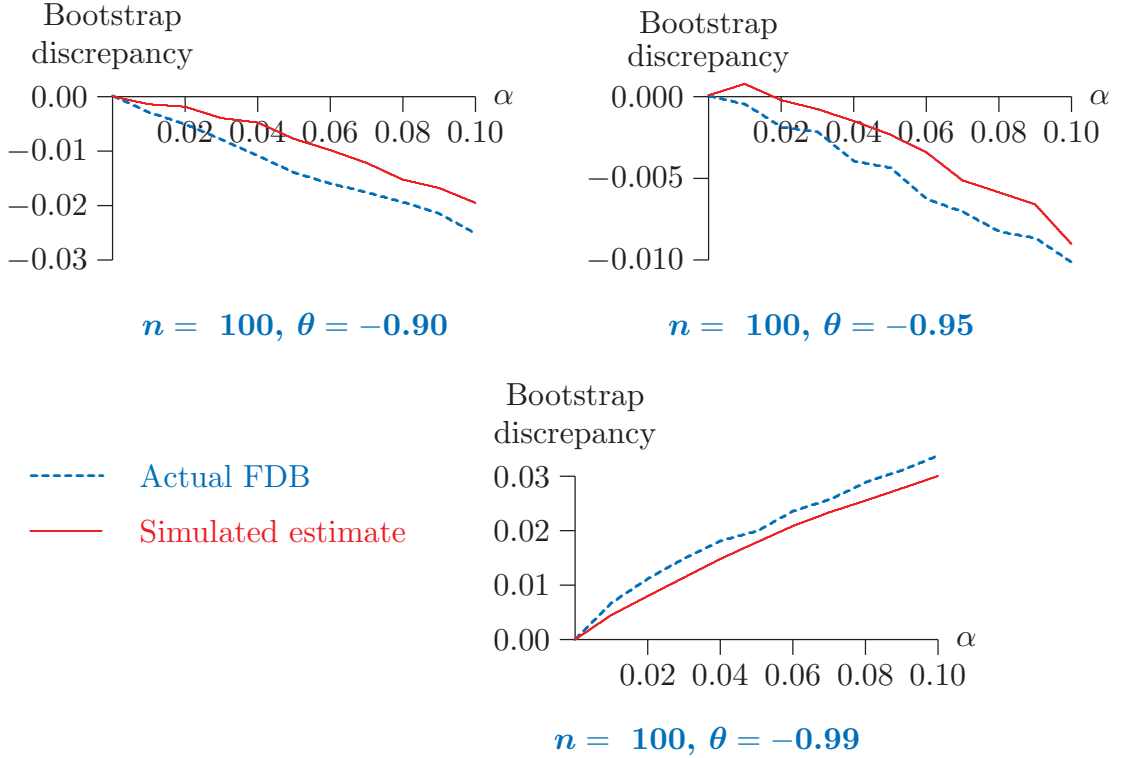 Bootstrap
discrepancy
0.00
−0.01
−0.02
−0.03
0.02 0.04 0.06 0.08 0.10
α
n = 100, θ = −0.90
Bootstrap
discrepancy
0.000
−0.005
−0.010
0.02 0.04 0.06 0.08 0.10
α
n = 100, θ = −0.95
Actual FDB
Simulated estimate
Bootstrap
discrepancy
0.03
0.02
0.01
0.00
0.02 0.04 0.06 0.08 0.10
α
n = 100, θ = −0.99